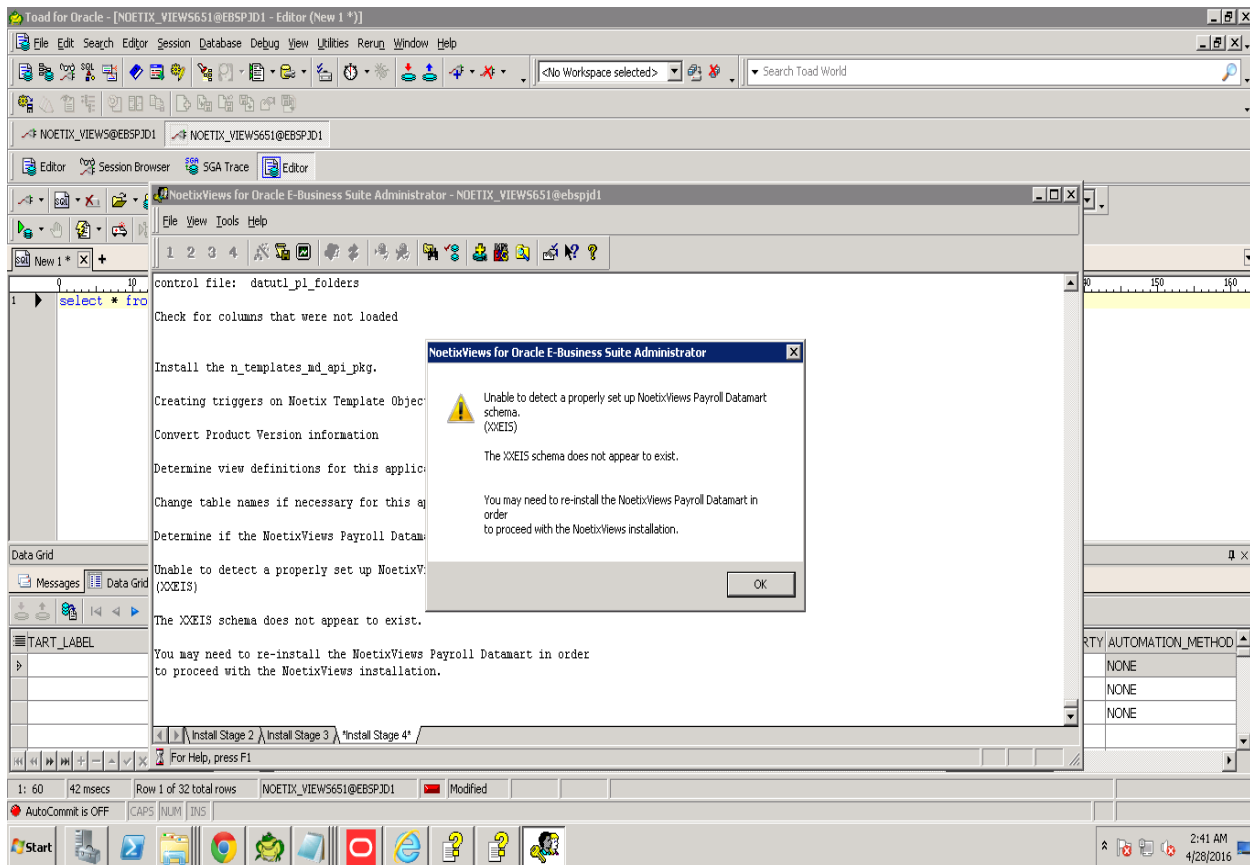 Toad for Oracle - [NOETIX_VIEWS651@EBSPJD1 - Editor (New 1 *)]
File Edit Search Editor Session Database Debug View Utilities Rerun Window Help
<No Workspace selected>
Search Toad World
NOETIX_VIEWS@EBSPJD1
NOETIX_VIEWS651@EBSPJD1
Editor
Session Browser
SGA Trace
Editor
NoetixViews for Oracle E-Business Suite Administrator - NOETIX_VIEWS651@ebspjd1
File View Tools Help
1 2 3 4
New 1 *
0 10
150 160
1
select * fro
control file: datutl_pl_folders
Check for columns that were not loaded
Install the n_templates_md_api_pkg.
Creating triggers on Noetix Template Objec
Convert Product Version information
Determine view definitions for this applic
Change table names if necessary for this a
Determine if the NoetixViews Payroll Datam
Unable to detect a properly set up NoetixV
(XXEIS)
The XXEIS schema does not appear to exist.
You may need to re-install the NoetixViews Payroll Datamart in order
to proceed with the NoetixViews installation.
NoetixViews for Oracle E-Business Suite Administrator
Unable to detect a properly set up NoetixViews Payroll Datamart
schema.
(XXEIS)
The XXEIS schema does not appear to exist.
You may need to re-install the NoetixViews Payroll Datamart in
order
to proceed with the NoetixViews installation.
OK
Data Grid
Messages
Data Grid
TART_LABEL
RTY
AUTOMATION_METHOD
NONE
NONE
NONE
Install Stage 2
Install Stage 3
*Install Stage 4*
For Help, press F1
1: 60
42 msecs
Row 1 of 32 total rows
NOETIX_VIEWS651@EBSPJD1
Modified
AutoCommit is OFF
CAPS
NUM
INS
Start
2:41 AM
4/28/2016